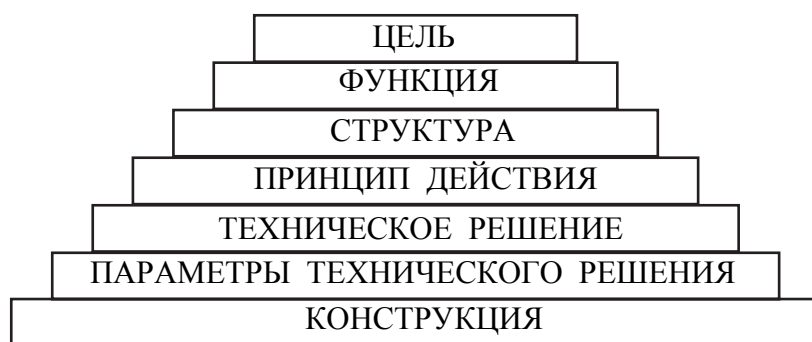 ЦЕЛЬ
ФУНКЦИЯ
СТРУКТУРА
ПРИНЦИП ДЕЙСТВИЯ
ТЕХНИЧЕСКОЕ РЕШЕНИЕ
ПАРАМЕТРЫ ТЕХНИЧЕСКОГО РЕШЕНИЯ
КОНСТРУКЦИЯ